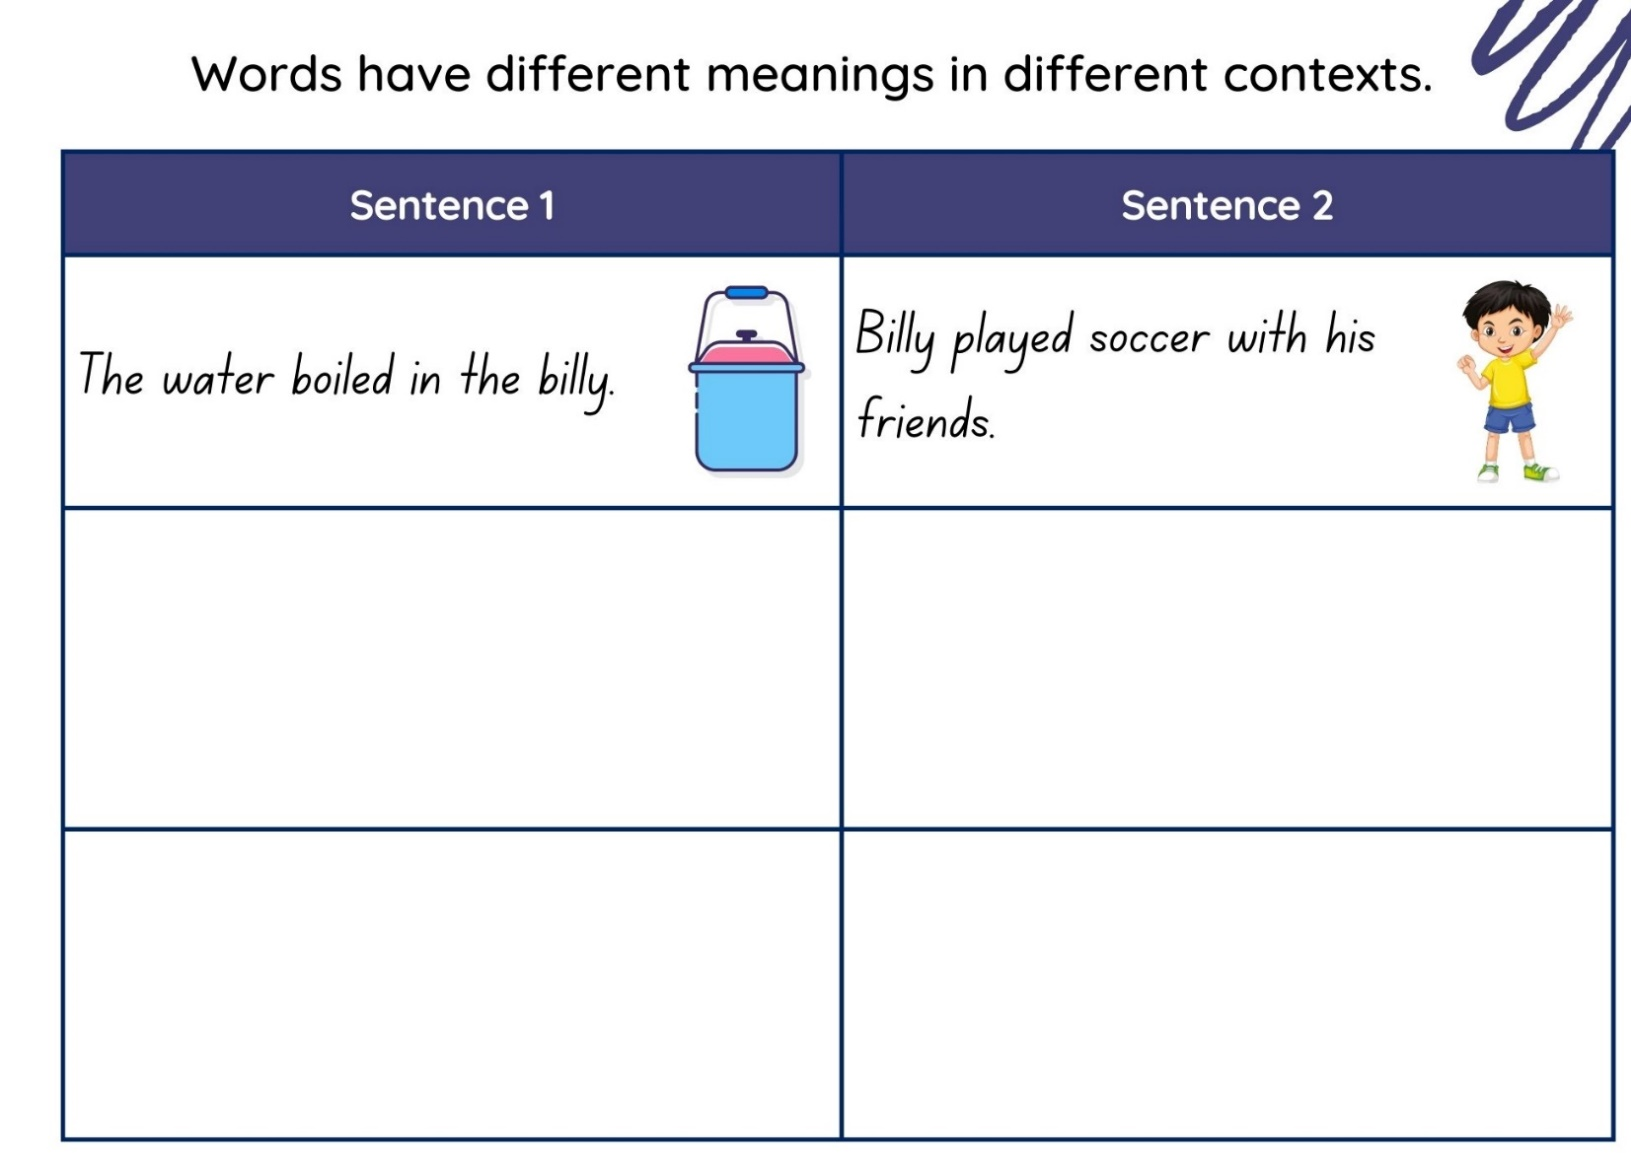 Words have different meanings in different contexts.
Sentence 1
Sentence 2
The water boiled in the billy.
Billy played soccer with his
friends.